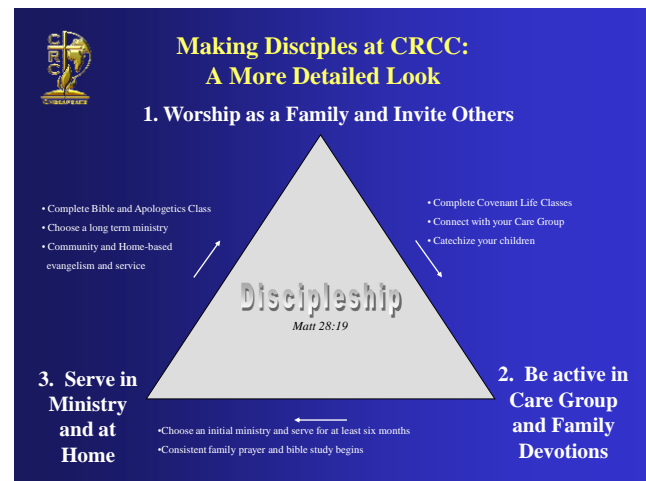 CRC
CHESAPEAKE
Making Disciples at CRCC:
A More Detailed Look
1. Worship as a Family and Invite Others
• Complete Bible and Apologetics Class
• Choose a long term ministry
• Community and Home-based
evangelism and service
• Complete Covenant Life Classes
• Connect with your Care Group
• Catechize your children
Discipleship
Matt 28:19
3. Serve in
Ministry
and at
Home
2. Be active in
Care Group
and Family
Devotions
•Choose an initial ministry and serve for at least six months
•Consistent family prayer and bible study begins